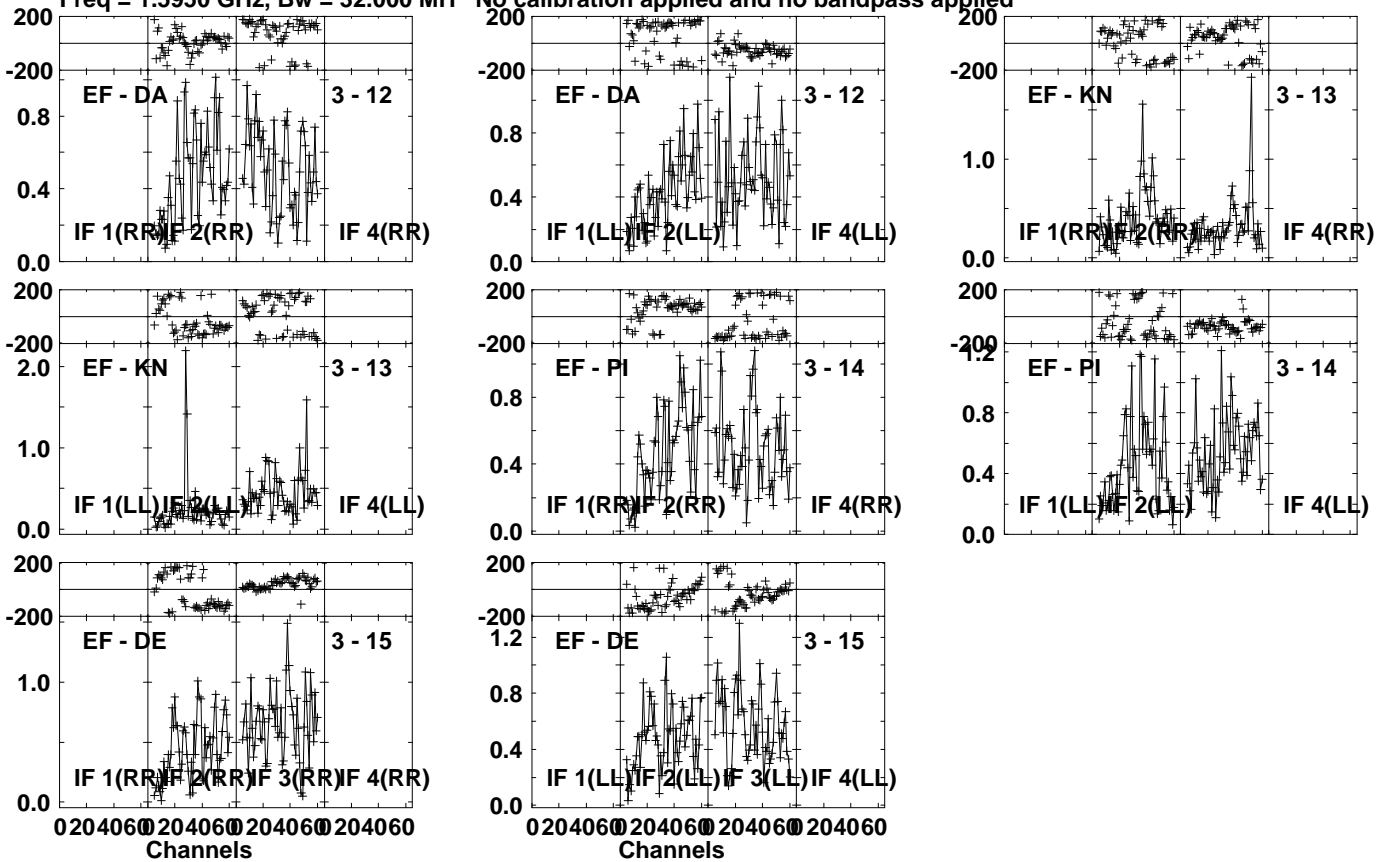 Freq = 1.5950 GHz, Bw = 32.000 MH No calibration applied and no bandpass applied
200
-200
EF - DA 3 - 12
0.8
0.4
IF 1(RR) IF 2(RR) IF 4(RR)
0.0
200
-200
EF - DA 3 - 12
0.8
0.4
IF 1(LL) IF 2(LL) IF 4(LL)
0.0
200
-200
EF - KN 3 - 13
1.0
IF 1(RR) IF 2(RR) IF 4(RR)
0.0
200
-200
EF - KN 3 - 13
2.0
1.0
IF 1(LL) IF 2(LL) IF 4(LL)
0.0
200
-200
EF - PI 3 - 14
0.8
0.4
IF 1(RR) IF 2(RR) IF 4(RR)
0.0
200
-200
1.2
EF - PI 3 - 14
0.8
0.4
IF 1(LL) IF 2(LL) IF 4(LL)
0.0
200
-200
EF - DE 3 - 15
1.0
IF 1(RR) IF 2(RR) IF 3(RR) IF 4(RR)
0.0
0 20 40 60 0 20 40 60 0 20 40 60 0 20 40 60
Channels
200
-200
EF - DE 3 - 15
1.2
0.8
0.4
IF 1(LL) IF 2(LL) IF 3(LL) IF 4(LL)
0.0
0 20 40 60 0 20 40 60 0 20 40 60 0 20 40 60
Channels